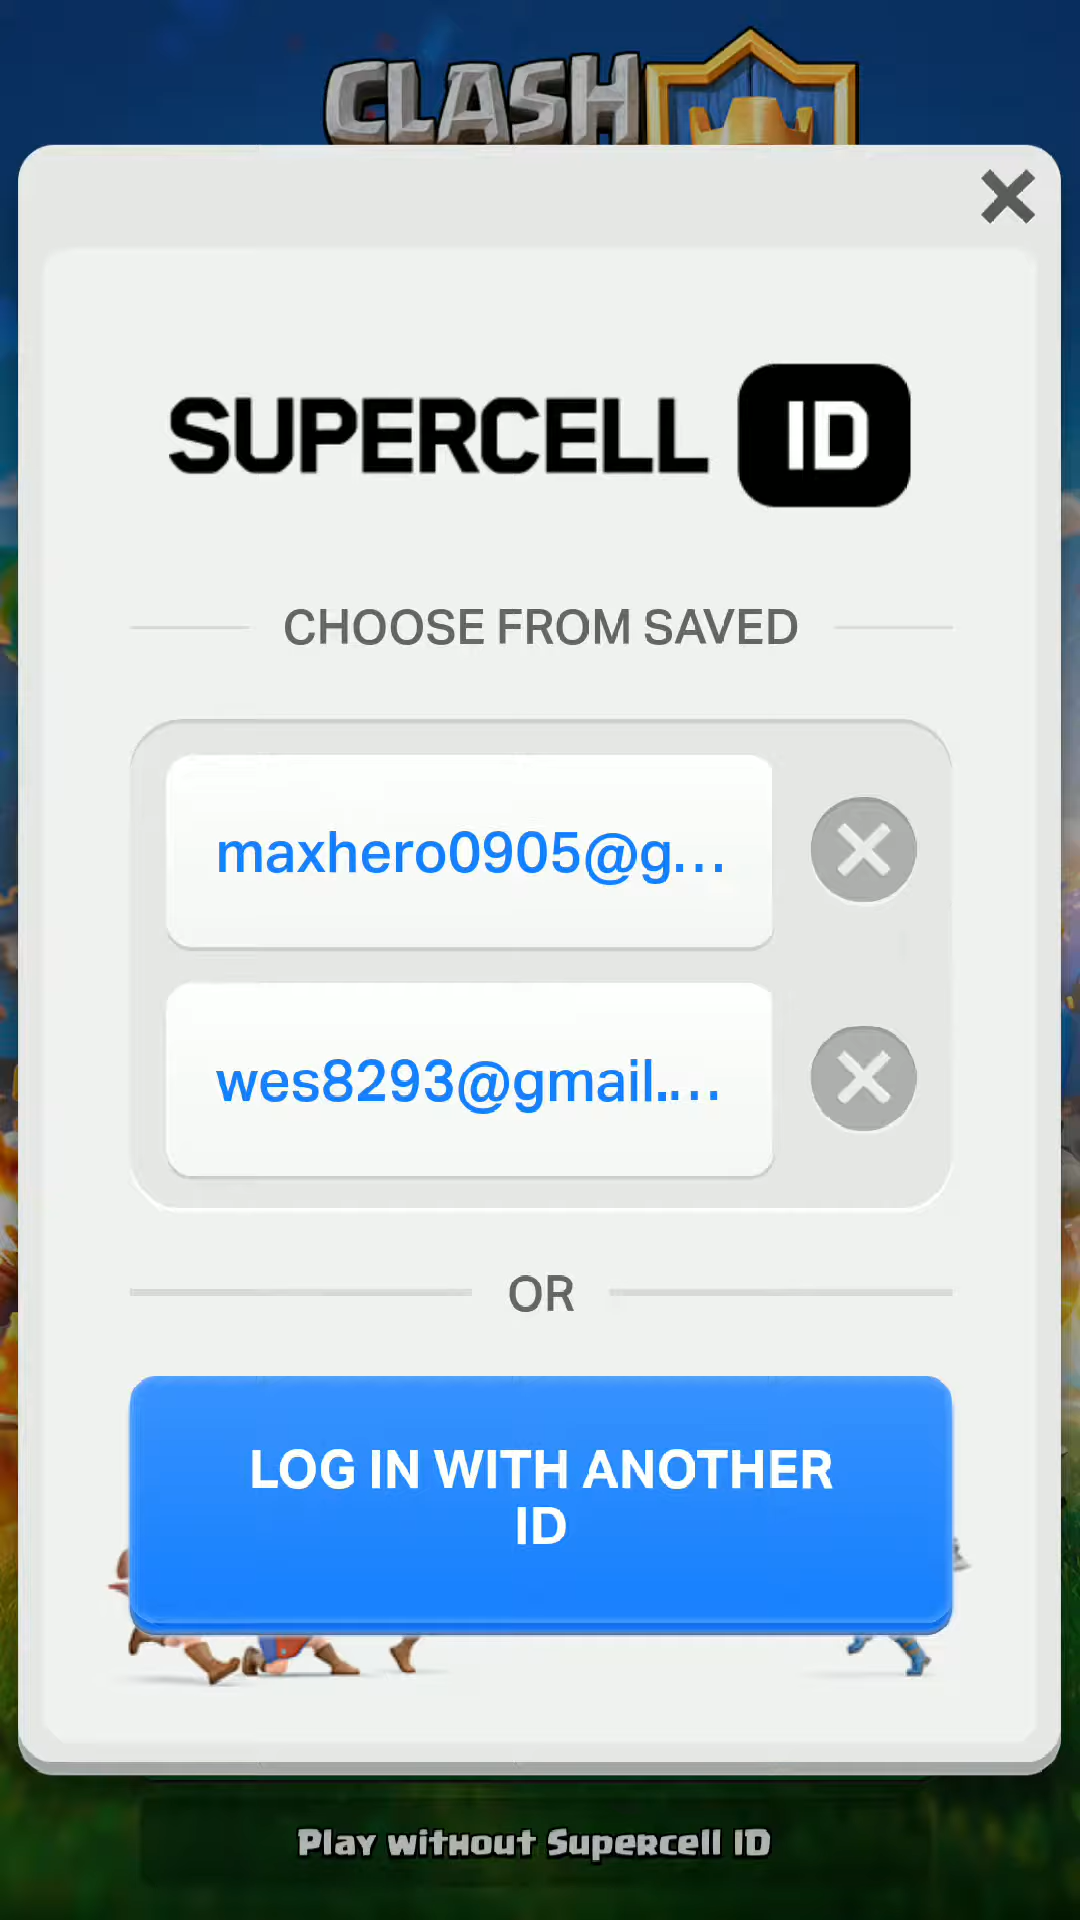 CLASH
SUPERCELL ID
CHOOSE FROM SAVED
maxhero0905@g...
wes8293@gmail....
OR
LOG IN WITH ANOTHER
ID
Play without Supercell ID